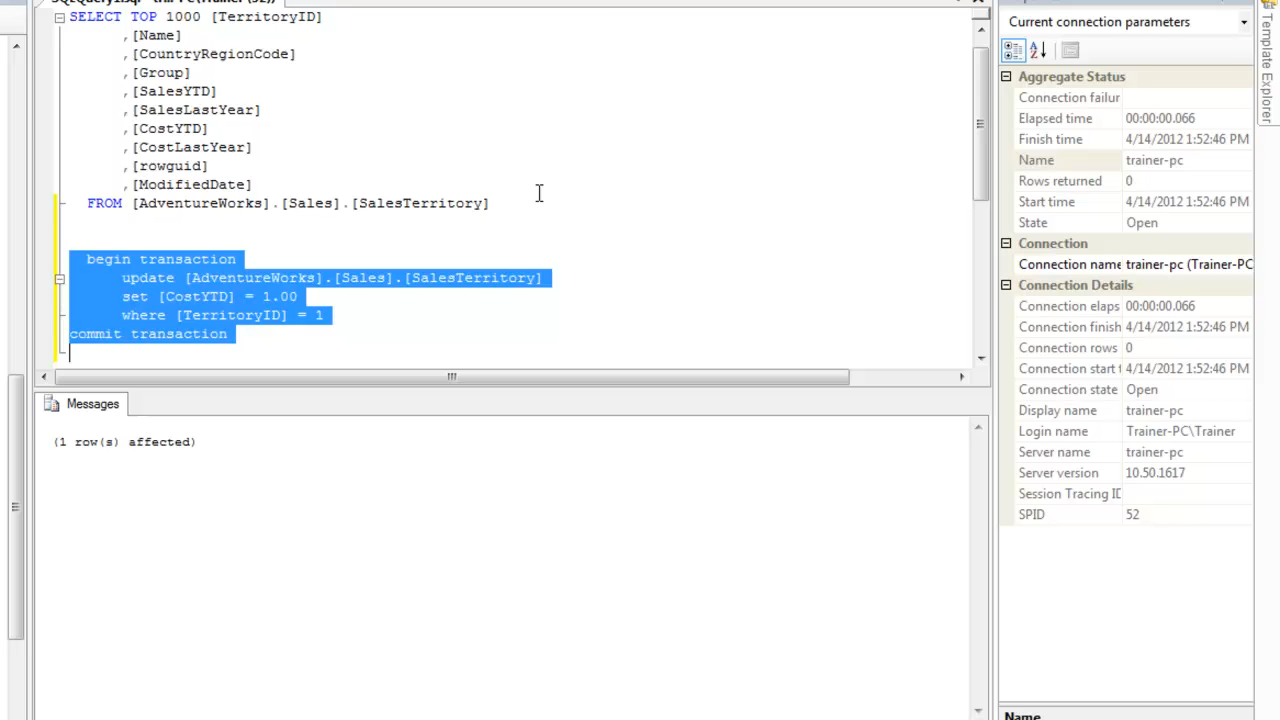 SELECT TOP 1000 [TerritoryID]
,[Name]
,[CountryRegionCode]
,[Group]
,[SalesYTD]
,[SalesLastYear]
,[CostYTD]
,[CostLastYear]
,[rowguid]
,[ModifiedDate]
FROM [AdventureWorks].[Sales].[SalesTerritory]
begin transaction
update [AdventureWorks].[Sales].[SalesTerritory]
set [CostYTD] = 1.00
where [TerritoryID] = 1
commit transaction
Messages
(1 row(s) affected)
Current connection parameters
Aggregate Status
Connection failur
Elapsed time 00:00:00.066
Finish time 4/14/2012 1:52:46 PM
Name trainer-pc
Rows returned 0
Start time 4/14/2012 1:52:46 PM
State Open
Connection
Connection name trainer-pc (Trainer-PC
Connection Details
Connection elaps 00:00:00.066
Connection finish 4/14/2012 1:52:46 PM
Connection rows 0
Connection start t 4/14/2012 1:52:46 PM
Connection state Open
Display name trainer-pc
Login name Trainer-PC\Trainer
Server name trainer-pc
Server version 10.50.1617
Session Tracing ID
SPID 52
Name
Template Explorer